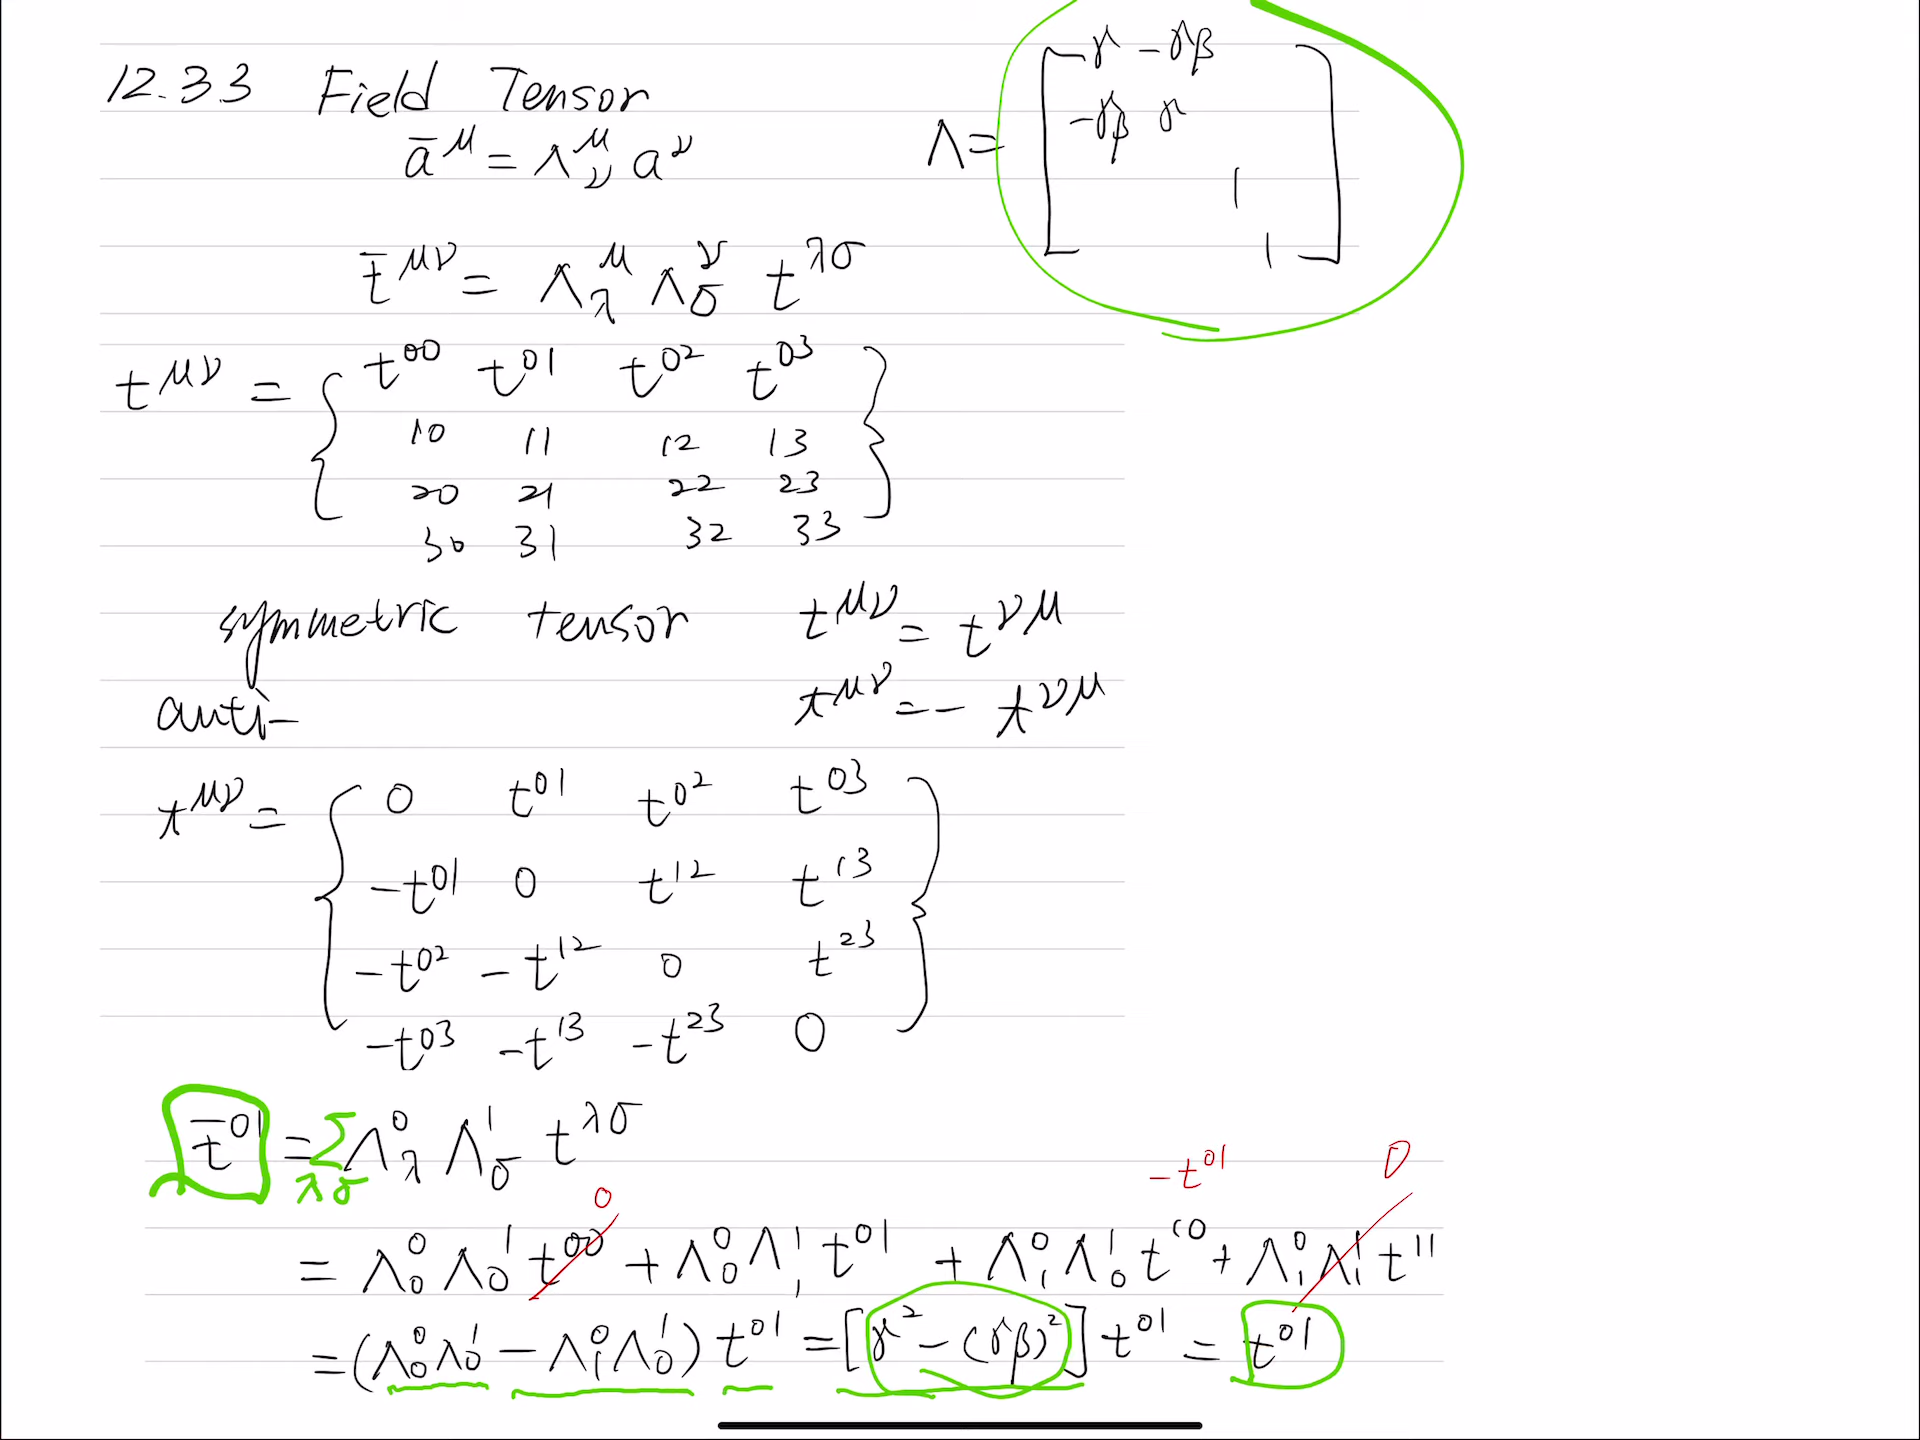 12.3.3 Field Tensor
ā^μ = Λ^μ_ν a^ν
Λ = [ γ −γβ
−γβ γ
1
1 ]
t̄^μν = Λ^μ_λ Λ^ν_σ t^λσ
t^μν = { t^00 t^01 t^02 t^03
10 11 12 13
20 21 22 23
30 31 32 33 }
symmetric tensor t^μν = t^νμ
anti- t^μν = − t^νμ
t^μν = { 0 t^01 t^02 t^03
−t^01 0 t^12 t^13
−t^02 −t^12 0 t^23
−t^03 −t^13 −t^23 0 }
t̄^01 = Σ_λσ Λ^0_λ Λ^1_σ t^λσ
0 −t^01 0
= Λ^0_0 Λ^1_0 t^00 + Λ^0_0 Λ^1_1 t^01 + Λ^0_1 Λ^1_0 t^10 + Λ^0_1 Λ^1_1 t^11
= (Λ^0_0 Λ^1_0 − Λ^0_1 Λ^1_0) t^01 = [γ^2 − (γβ)^2] t^01 = t^01